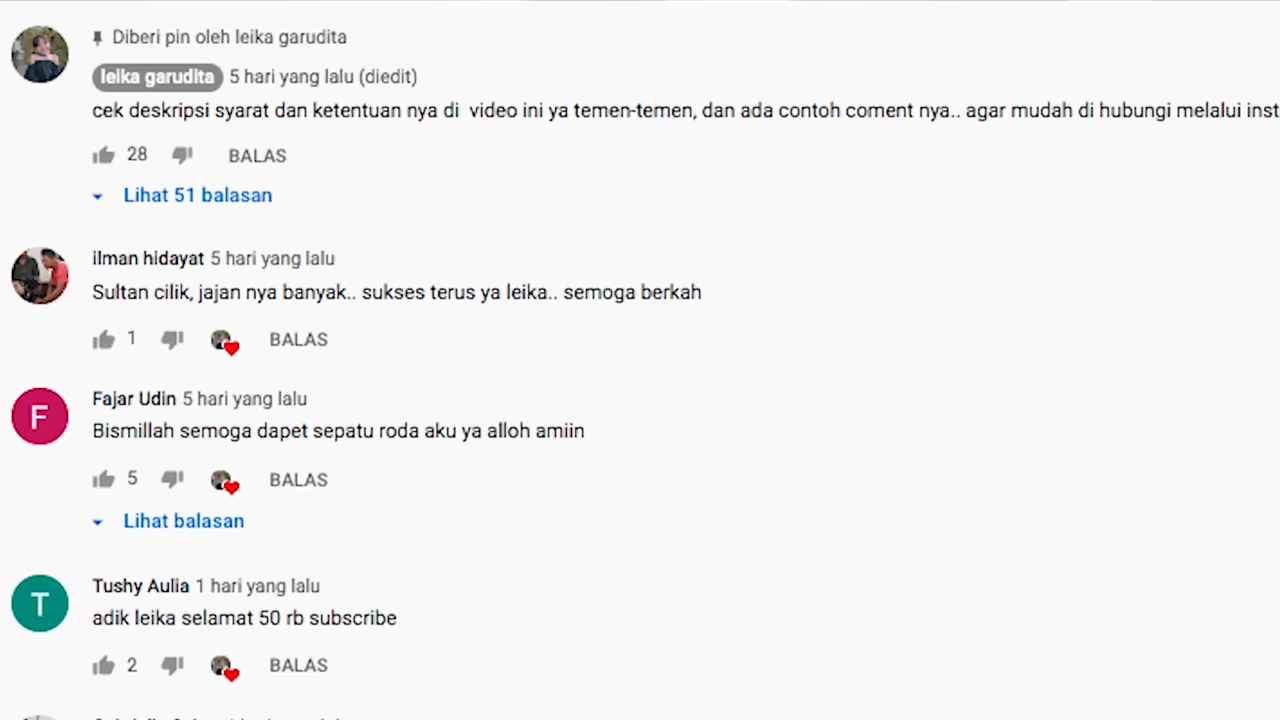 Diberi pin oleh leika garudita
leika garudita 5 hari yang lalu (diedit)
cek deskripsi syarat dan ketentuan nya di video ini ya temen-temen, dan ada contoh coment nya.. agar mudah di hubungi melalui inst
28 BALAS
Lihat 51 balasan
ilman hidayat 5 hari yang lalu
Sultan cilik, jajan nya banyak.. sukses terus ya leika.. semoga berkah
1 BALAS
F
Fajar Udin 5 hari yang lalu
Bismillah semoga dapet sepatu roda aku ya alloh amiin
5 BALAS
Lihat balasan
T
Tushy Aulia 1 hari yang lalu
adik leika selamat 50 rb subscribe
2 BALAS